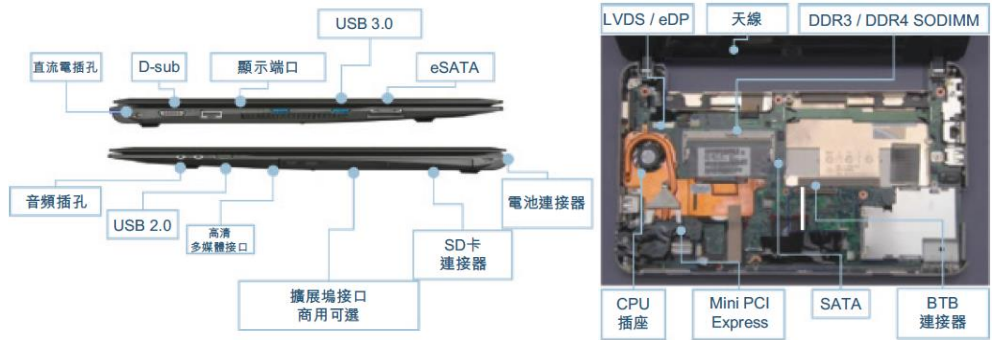 USB 3.0
直流電插孔
D-sub
顯示端口
eSATA
音頻插孔
USB 2.0
高清
多媒體接口
擴展塢接口
商用可選
SD卡
連接器
電池連接器
LVDS / eDP
天線
DDR3 / DDR4 SODIMM
CPU
插座
Mini PCI
Express
SATA
BTB
連接器